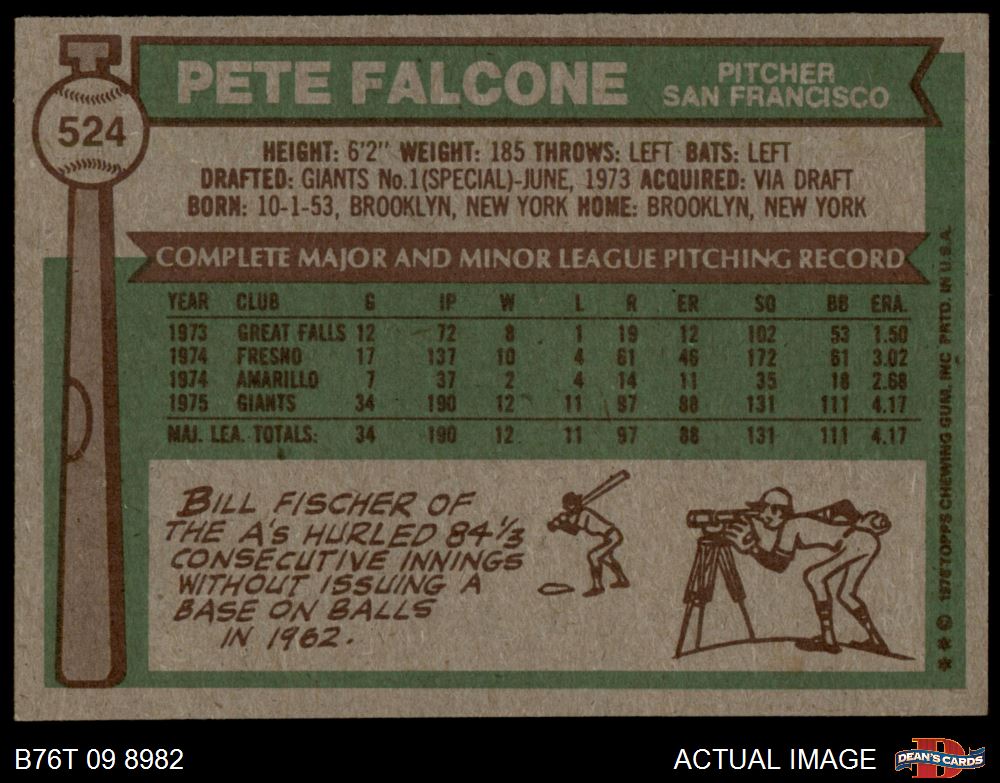 PETE FALCONE
PITCHER
SAN FRANCISCO
524
HEIGHT: 6'2" WEIGHT: 185 THROWS: LEFT BATS: LEFT
DRAFTED: GIANTS No.1(SPECIAL)-JUNE, 1973 ACQUIRED: VIA DRAFT
BORN: 10-1-53, BROOKLYN, NEW YORK HOME: BROOKLYN, NEW YORK
COMPLETE MAJOR AND MINOR LEAGUE PITCHING RECORD
YEAR CLUB G IP W L R ER SO BB ERA.
1973 GREAT FALLS 12 72 8 1 19 12 102 53 1.50
1974 FRESNO 17 137 10 4 61 46 172 61 3.02
1974 AMARILLO 7 37 2 4 14 11 35 18 2.68
1975 GIANTS 34 190 12 11 97 88 131 111 4.17
MAJ. LEA. TOTALS: 34 190 12 11 97 88 131 111 4.17
BILL FISCHER OF
THE A'S HURLED 84 1/3
CONSECUTIVE INNINGS
WITHOUT ISSUING A
BASE ON BALLS
IN 1962.
* * © 1976 TOPPS CHEWING GUM, INC PRTD. IN U.S.A.
B76T 09 8982
ACTUAL IMAGE
D
DEAN'S CARDS